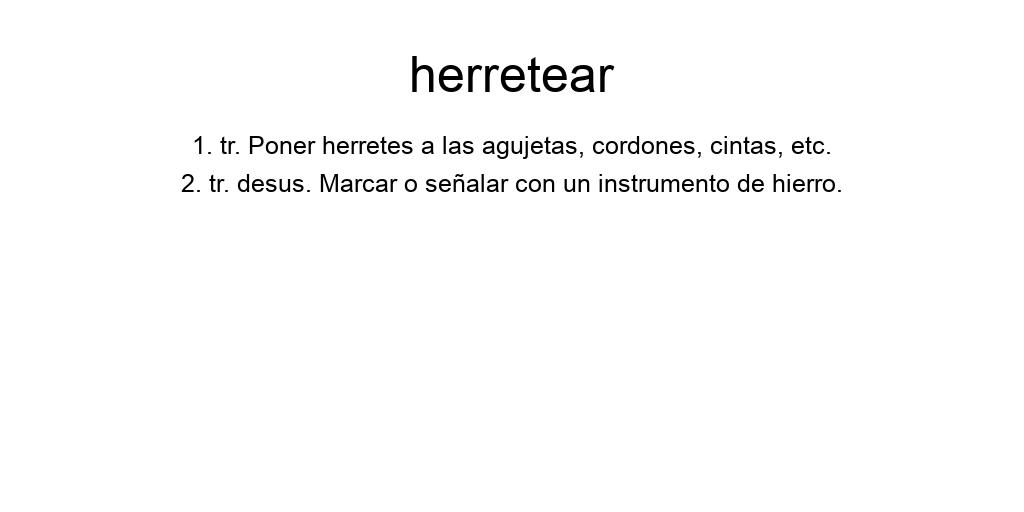 herretear
1. tr. Poner herretes a las agujetas, cordones, cintas, etc.
2. tr. desus. Marcar o señalar con un instrumento de hierro.